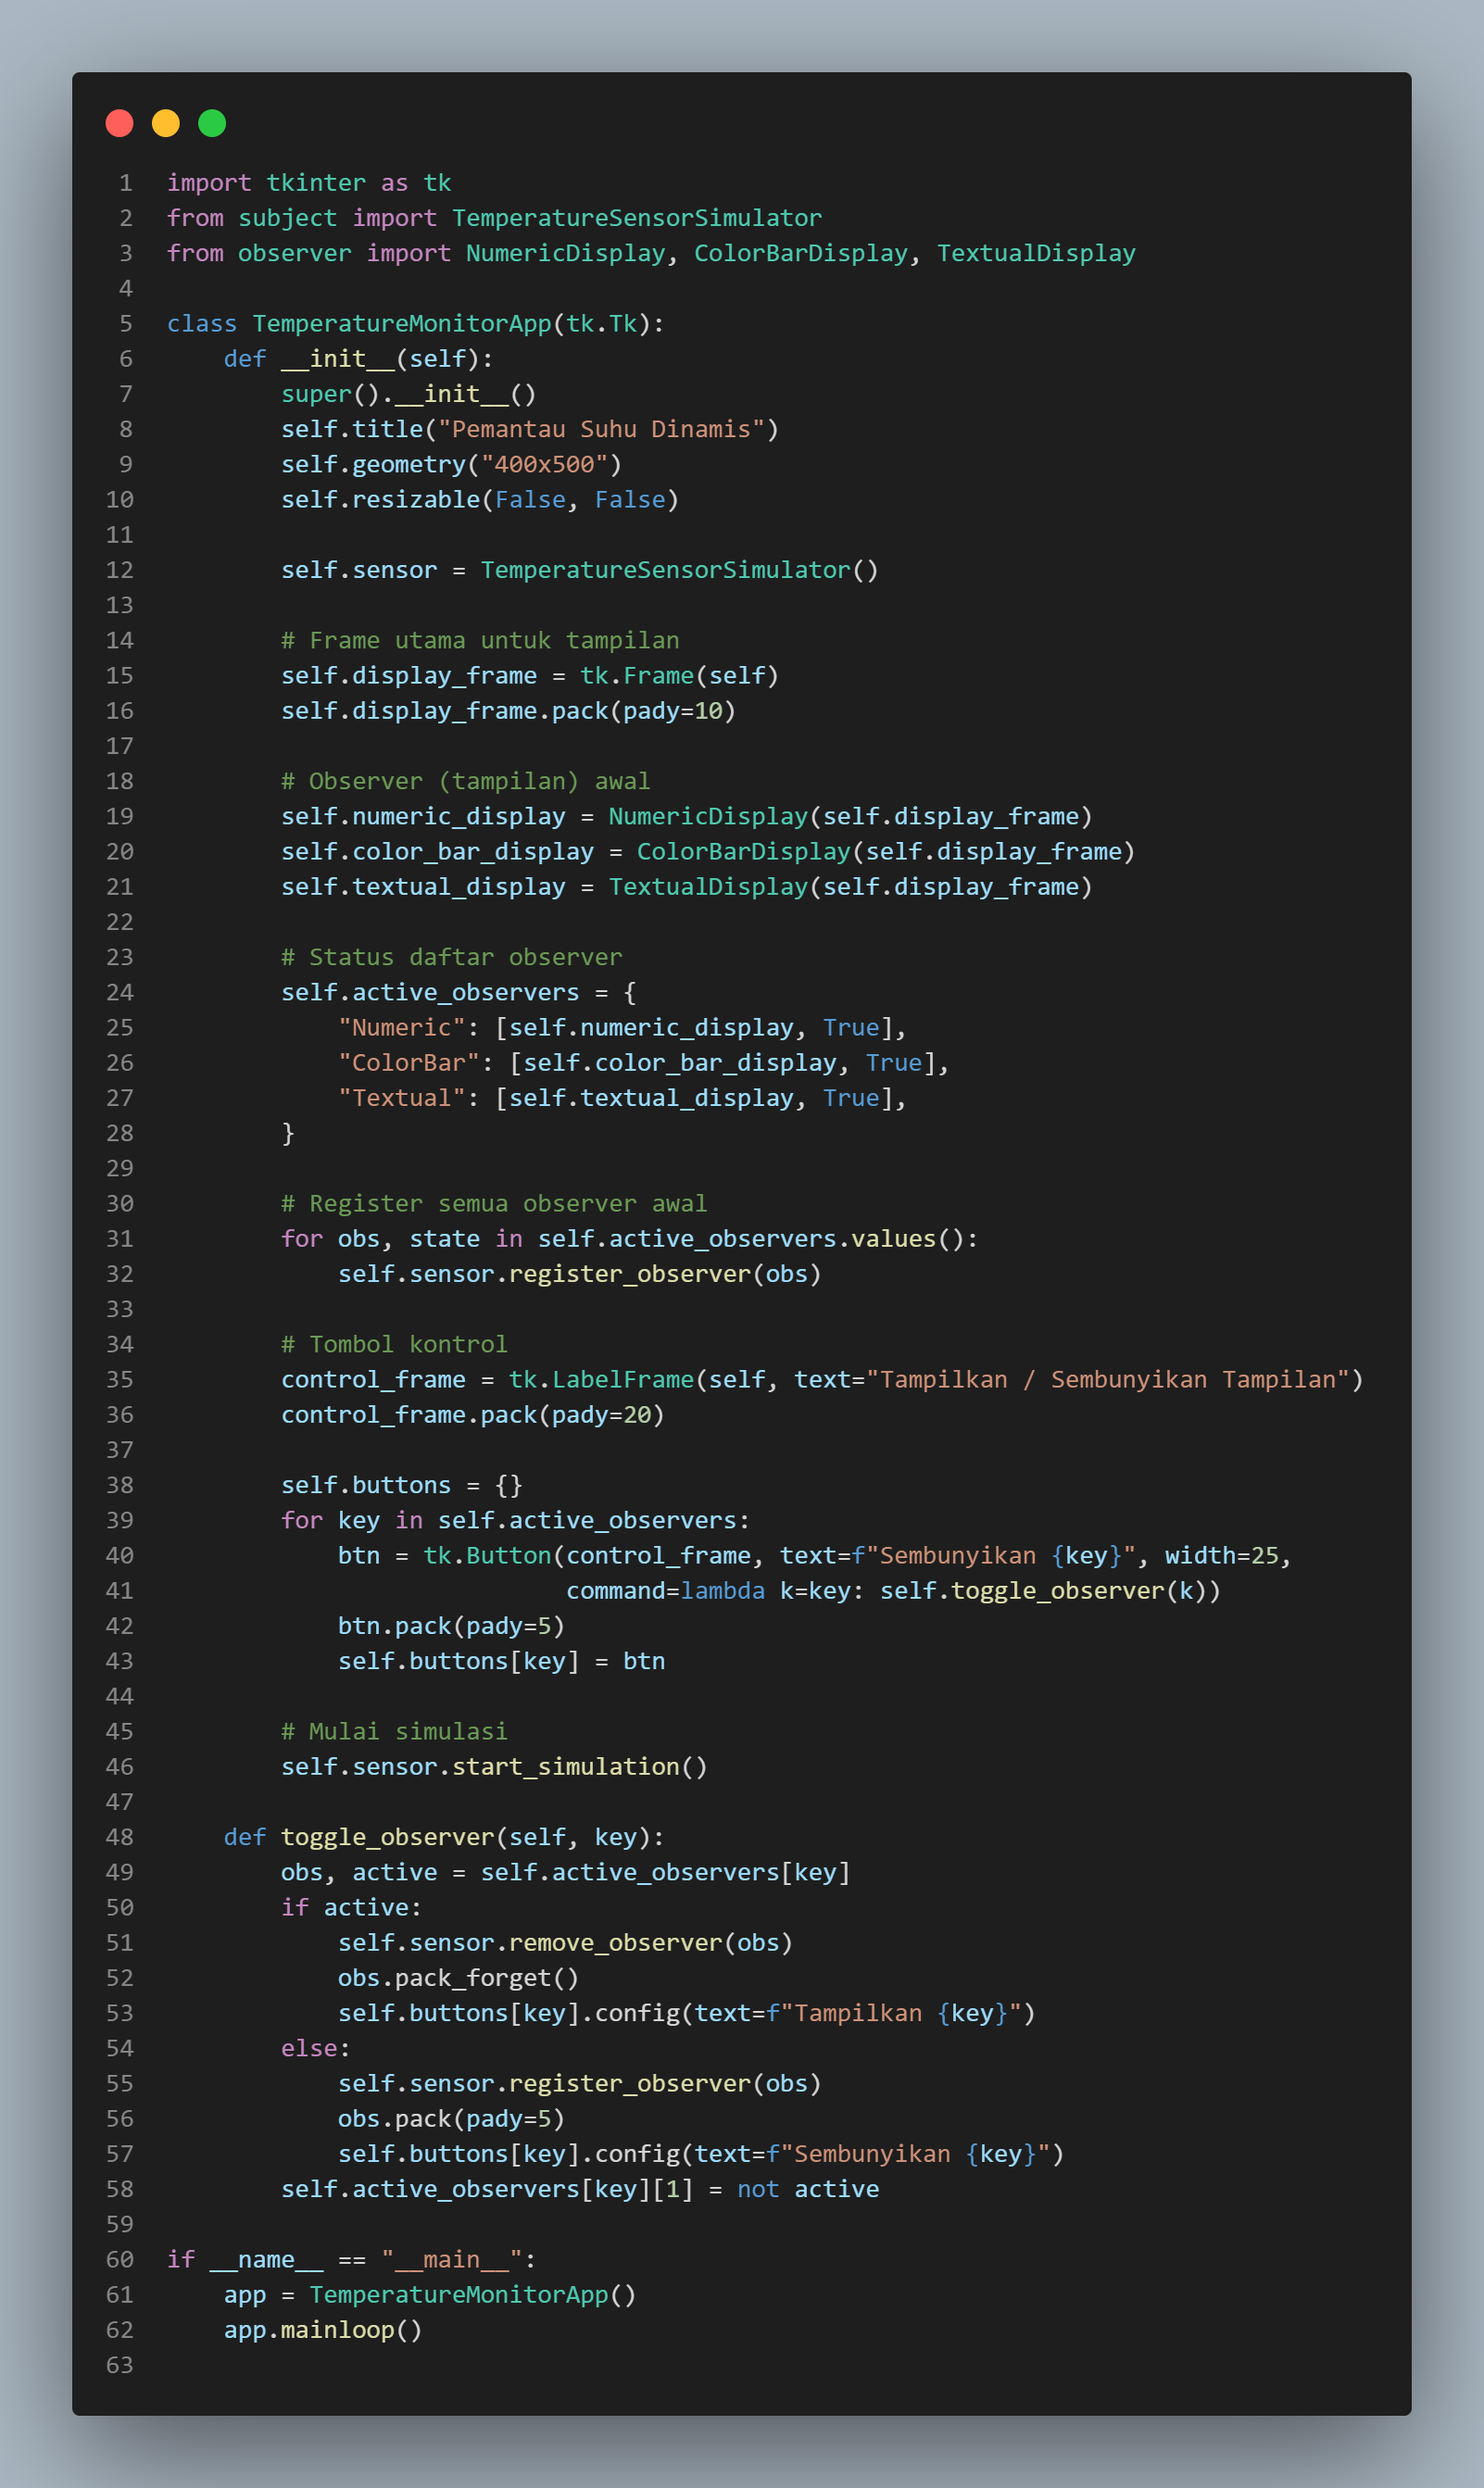 1 import tkinter as tk
2 from subject import TemperatureSensorSimulator
3 from observer import NumericDisplay, ColorBarDisplay, TextualDisplay
4
5 class TemperatureMonitorApp(tk.Tk):
6     def __init__(self):
7         super().__init__()
8         self.title("Pemantau Suhu Dinamis")
9         self.geometry("400x500")
10         self.resizable(False, False)
11
12         self.sensor = TemperatureSensorSimulator()
13
14         # Frame utama untuk tampilan
15         self.display_frame = tk.Frame(self)
16         self.display_frame.pack(pady=10)
17
18         # Observer (tampilan) awal
19         self.numeric_display = NumericDisplay(self.display_frame)
20         self.color_bar_display = ColorBarDisplay(self.display_frame)
21         self.textual_display = TextualDisplay(self.display_frame)
22
23         # Status daftar observer
24         self.active_observers = {
25             "Numeric": [self.numeric_display, True],
26             "ColorBar": [self.color_bar_display, True],
27             "Textual": [self.textual_display, True],
28         }
29
30         # Register semua observer awal
31         for obs, state in self.active_observers.values():
32             self.sensor.register_observer(obs)
33
34         # Tombol kontrol
35         control_frame = tk.LabelFrame(self, text="Tampilkan / Sembunyikan Tampilan")
36         control_frame.pack(pady=20)
37
38         self.buttons = {}
39         for key in self.active_observers:
40             btn = tk.Button(control_frame, text=f"Sembunyikan {key}", width=25,
41                             command=lambda k=key: self.toggle_observer(k))
42             btn.pack(pady=5)
43             self.buttons[key] = btn
44
45         # Mulai simulasi
46         self.sensor.start_simulation()
47
48     def toggle_observer(self, key):
49         obs, active = self.active_observers[key]
50         if active:
51             self.sensor.remove_observer(obs)
52             obs.pack_forget()
53             self.buttons[key].config(text=f"Tampilkan {key}")
54         else:
55             self.sensor.register_observer(obs)
56             obs.pack(pady=5)
57             self.buttons[key].config(text=f"Sembunyikan {key}")
58         self.active_observers[key][1] = not active
59
60 if __name__ == "__main__":
61     app = TemperatureMonitorApp()
62     app.mainloop()
63